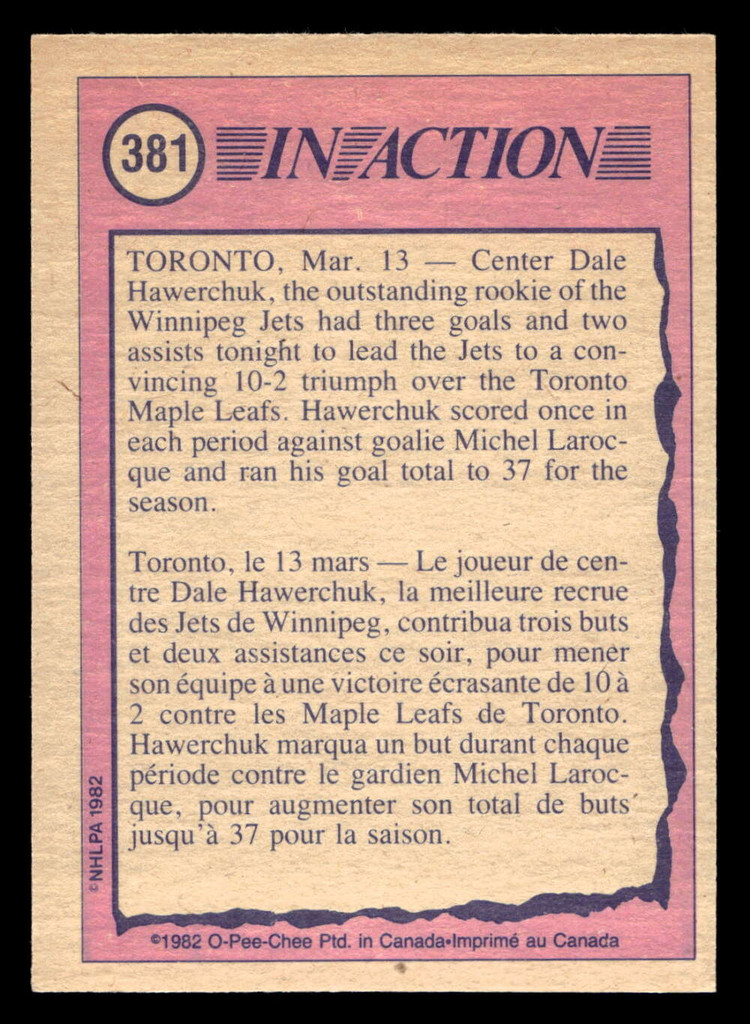 381 IN ACTION
TORONTO, Mar. 13 — Center Dale
Hawerchuk, the outstanding rookie of the
Winnipeg Jets had three goals and two
assists tonight to lead the Jets to a con-
vincing 10-2 triumph over the Toronto
Maple Leafs. Hawerchuk scored once in
each period against goalie Michel Laroc-
que and ran his goal total to 37 for the
season.
Toronto, le 13 mars — Le joueur de cen-
tre Dale Hawerchuk, la meilleure recrue
des Jets de Winnipeg, contribua trois buts
et deux assistances ce soir, pour mener
son équipe à une victoire écrasante de 10 à
2 contre les Maple Leafs de Toronto.
Hawerchuk marqua un but durant chaque
période contre le gardien Michel Laroc-
que, pour augmenter son total de buts
jusqu'à 37 pour la saison.
©NHLPA 1982
©1982 O-Pee-Chee Ptd. in Canada•Imprimé au Canada